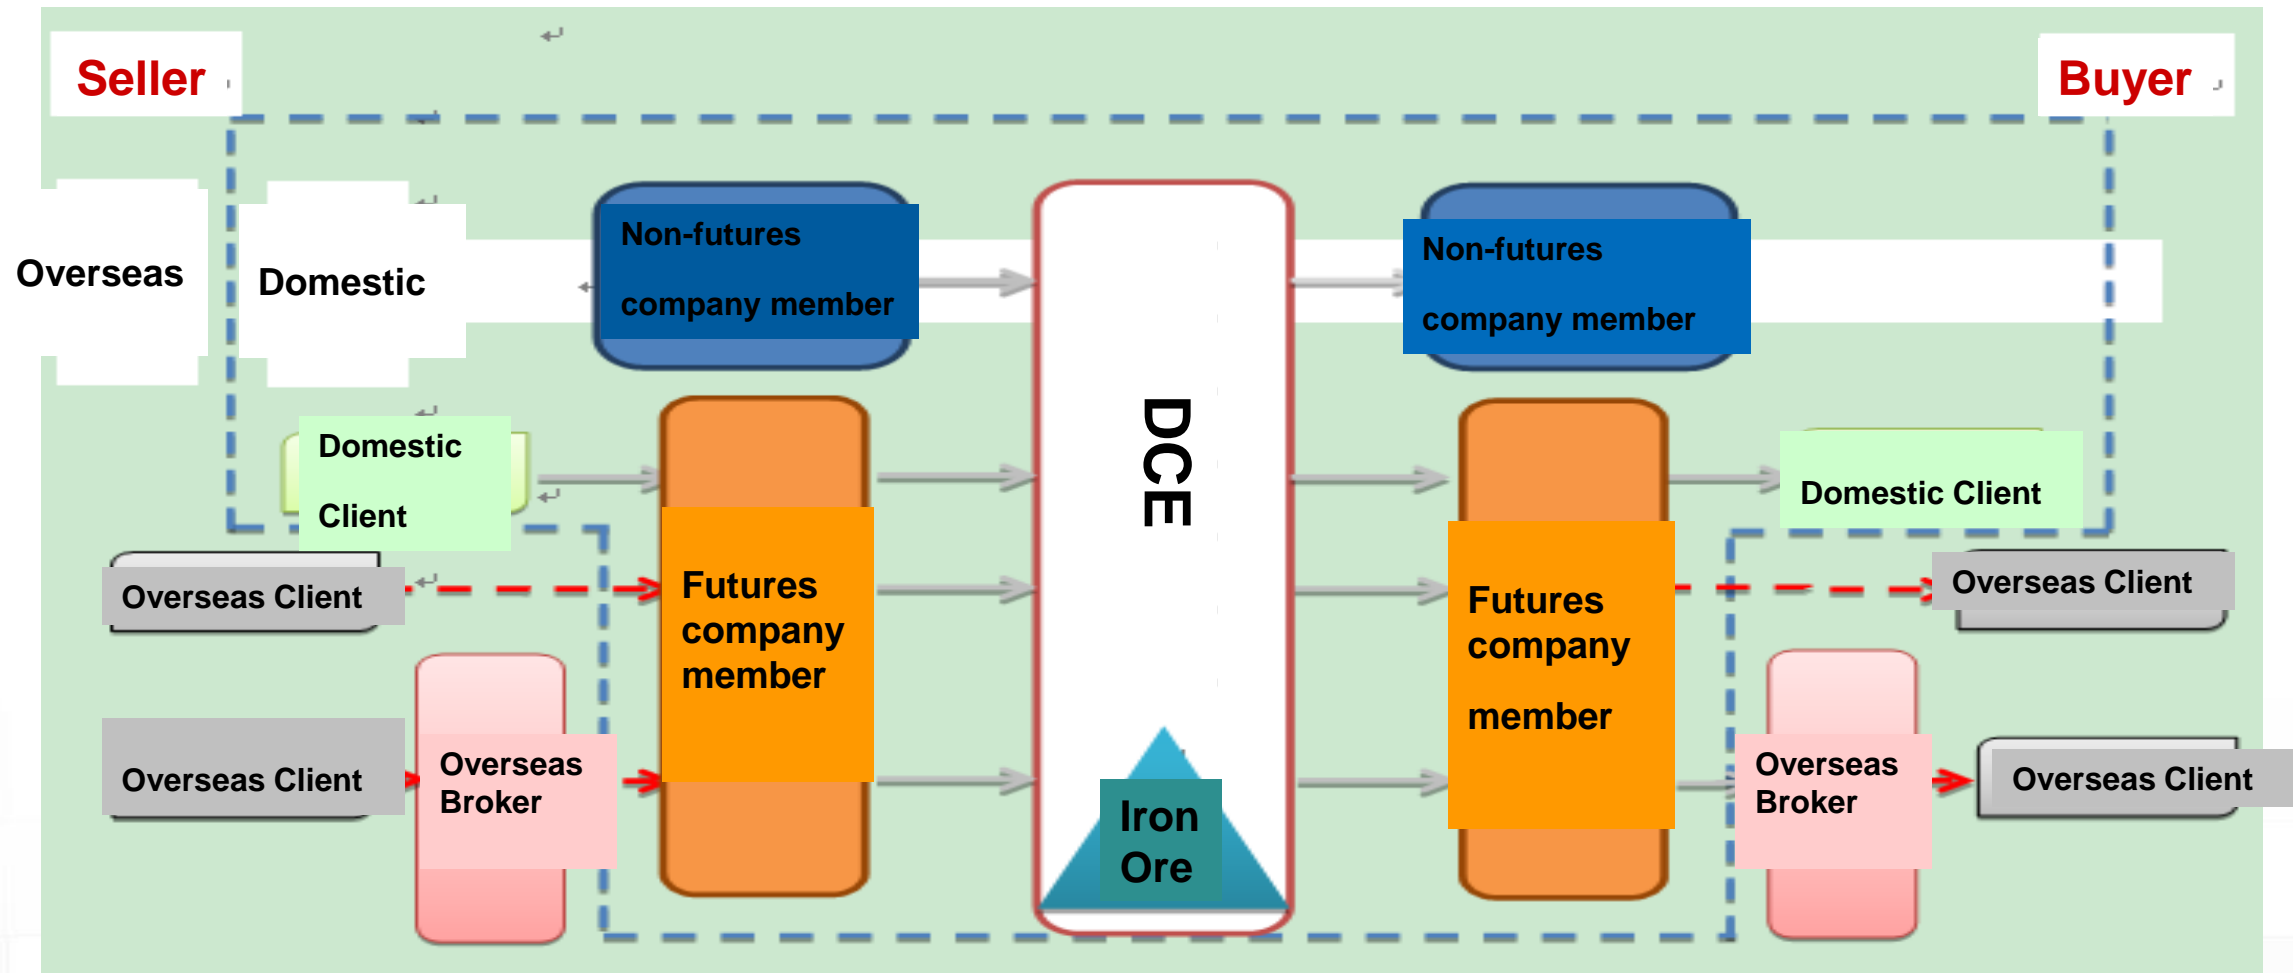 Seller
Buyer
Overseas
Domestic
Non-futures
company member
Non-futures
company member
DCE
Domestic
Client
Domestic Client
Overseas Client
Futures
company
member
Futures
company
member
Overseas Client
Overseas Client
Overseas
Broker
Iron
Ore
Overseas
Broker
Overseas Client